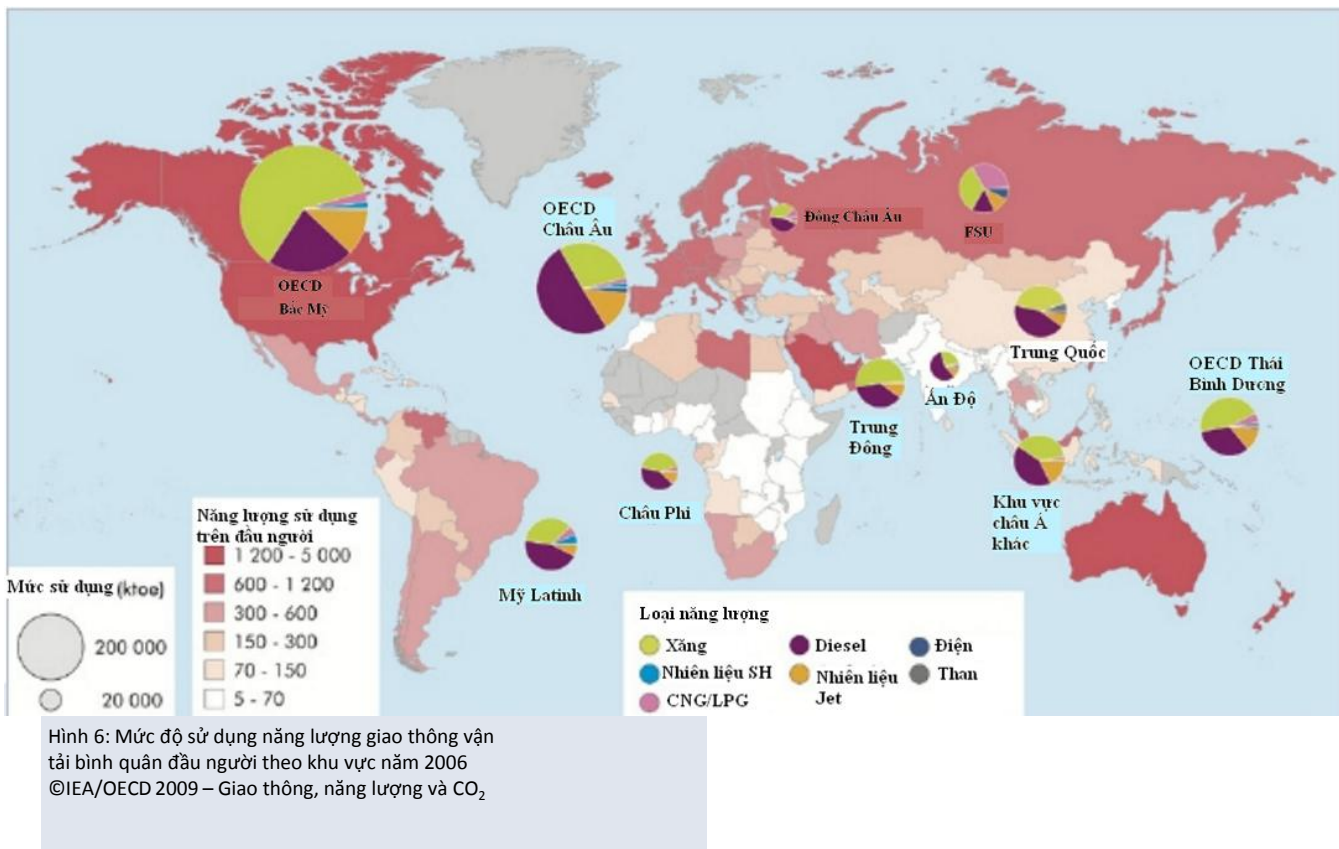 OECD
Châu Âu
Đông Châu Âu
FSU
OECD
Bắc Mỹ
Trung Quốc
OECD Thái
Bình Dương
Ấn Độ
Trung
Đông
Châu Phi
Khu vực
châu Á
khác
Mỹ Latinh
Năng lượng sử dụng
trên đầu người
1 200 - 5 000
600 - 1 200
300 - 600
150 - 300
70 - 150
5 - 70
Mức sử dụng (ktoe)
200 000
20 000
Loại năng lượng
Xăng
Diesel
Điện
Nhiên liệu SH
Nhiên liệu
Jet
Than
CNG/LPG
Hình 6: Mức độ sử dụng năng lượng giao thông vận
tải bình quân đầu người theo khu vực năm 2006
©IEA/OECD 2009 – Giao thông, năng lượng và CO₂